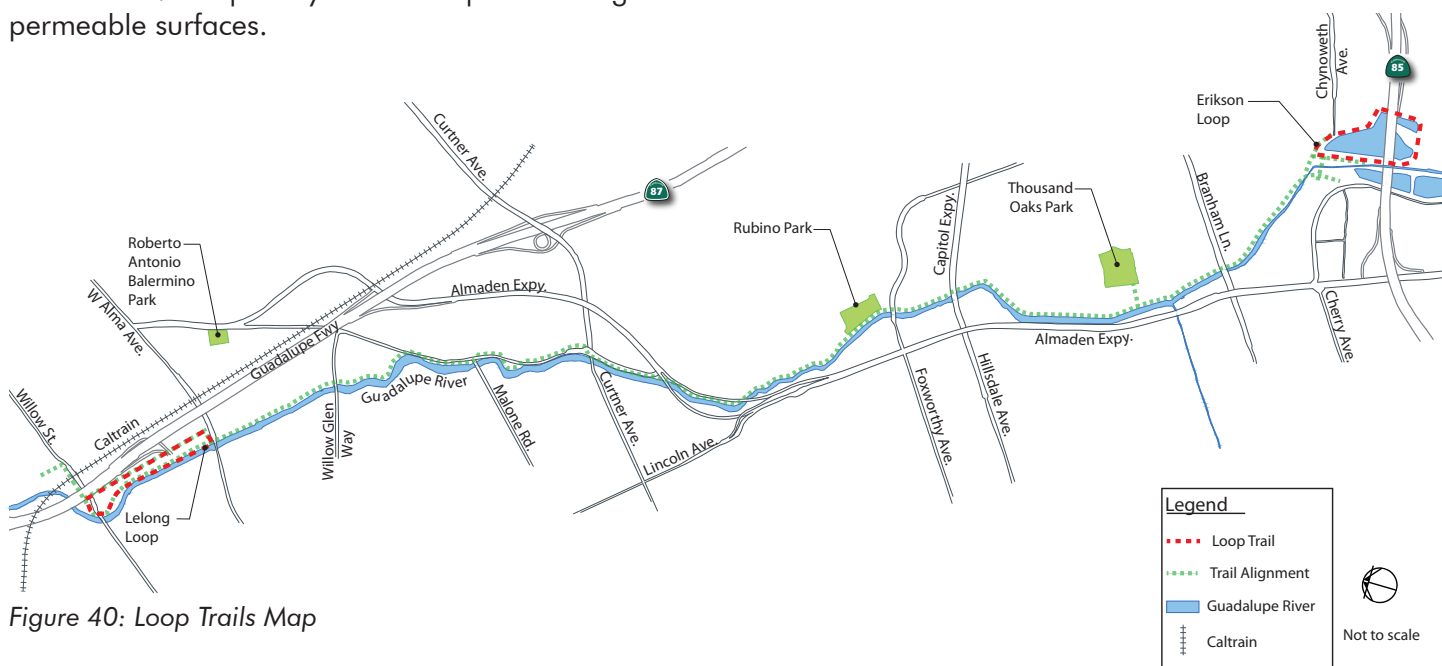 permeable surfaces.
Chynoweth
Ave.
85
Erikson
Loop
Curtner Ave.
87
Branham Ln.
Capitol Expy.
Thousand
Oaks Park
Rubino Park
Roberto
Antonio
Balermino
Park
W Alma Ave.
Almaden Expy.
Guadalupe Fwy
Almaden Expy.
Cherry Ave.
Guadalupe River
Willow St.
Caltrain
Malone Rd.
Curtner Ave.
Foxworthy Ave.
Hillsdale Ave.
Willow Glen
Way
Lincoln Ave.
Lelong
Loop
Legend
Loop Trail
Trail Alignment
Guadalupe River
Caltrain
Not to scale
Figure 40: Loop Trails Map